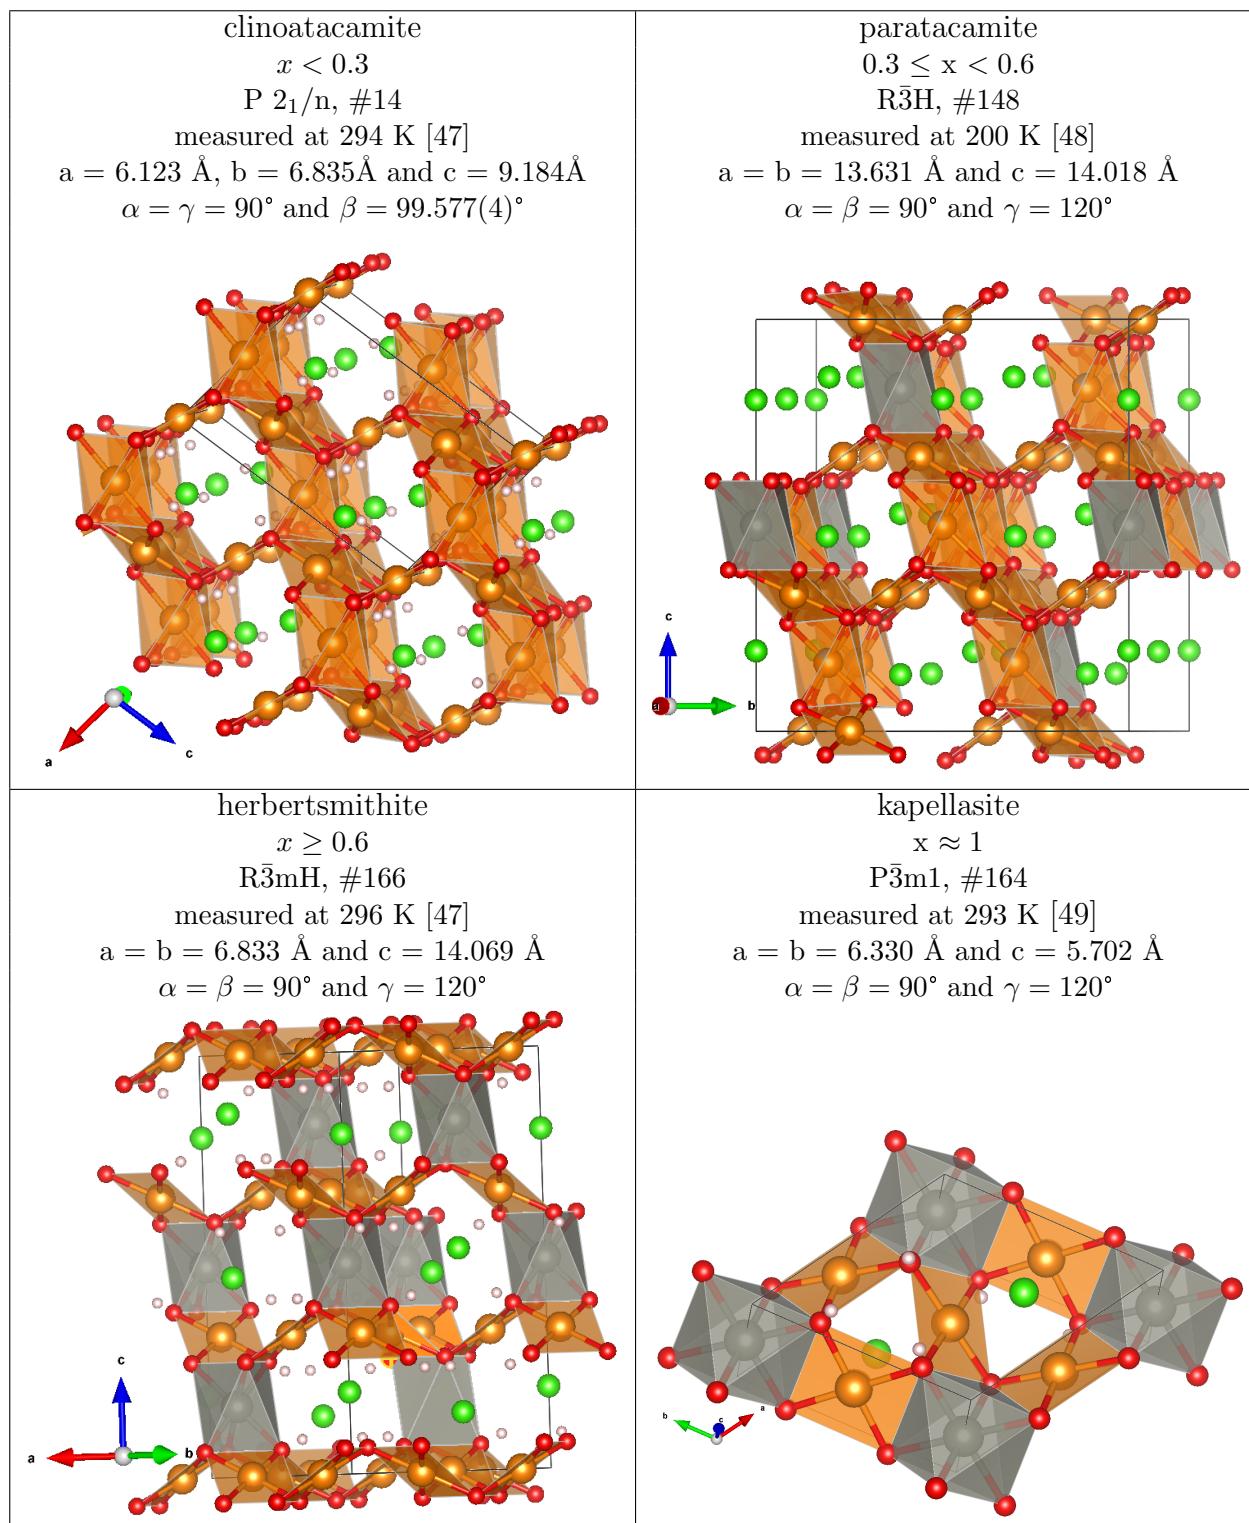 clinoatacamite
x < 0.3
P 2₁/n, #14
measured at 294 K [47]
a = 6.123 Å, b = 6.835Å and c = 9.184Å
α = γ = 90° and β = 99.577(4)°
a
c
paratacamite
0.3 ≤ x < 0.6
R3̄H, #148
measured at 200 K [48]
a = b = 13.631 Å and c = 14.018 Å
α = β = 90° and γ = 120°
c
a
b
herbertsmithite
x ≥ 0.6
R3̄mH, #166
measured at 296 K [47]
a = b = 6.833 Å and c = 14.069 Å
α = β = 90° and γ = 120°
c
a
b
kapellasite
x ≈ 1
P3̄m1, #164
measured at 293 K [49]
a = b = 6.330 Å and c = 5.702 Å
α = β = 90° and γ = 120°
b
c
a